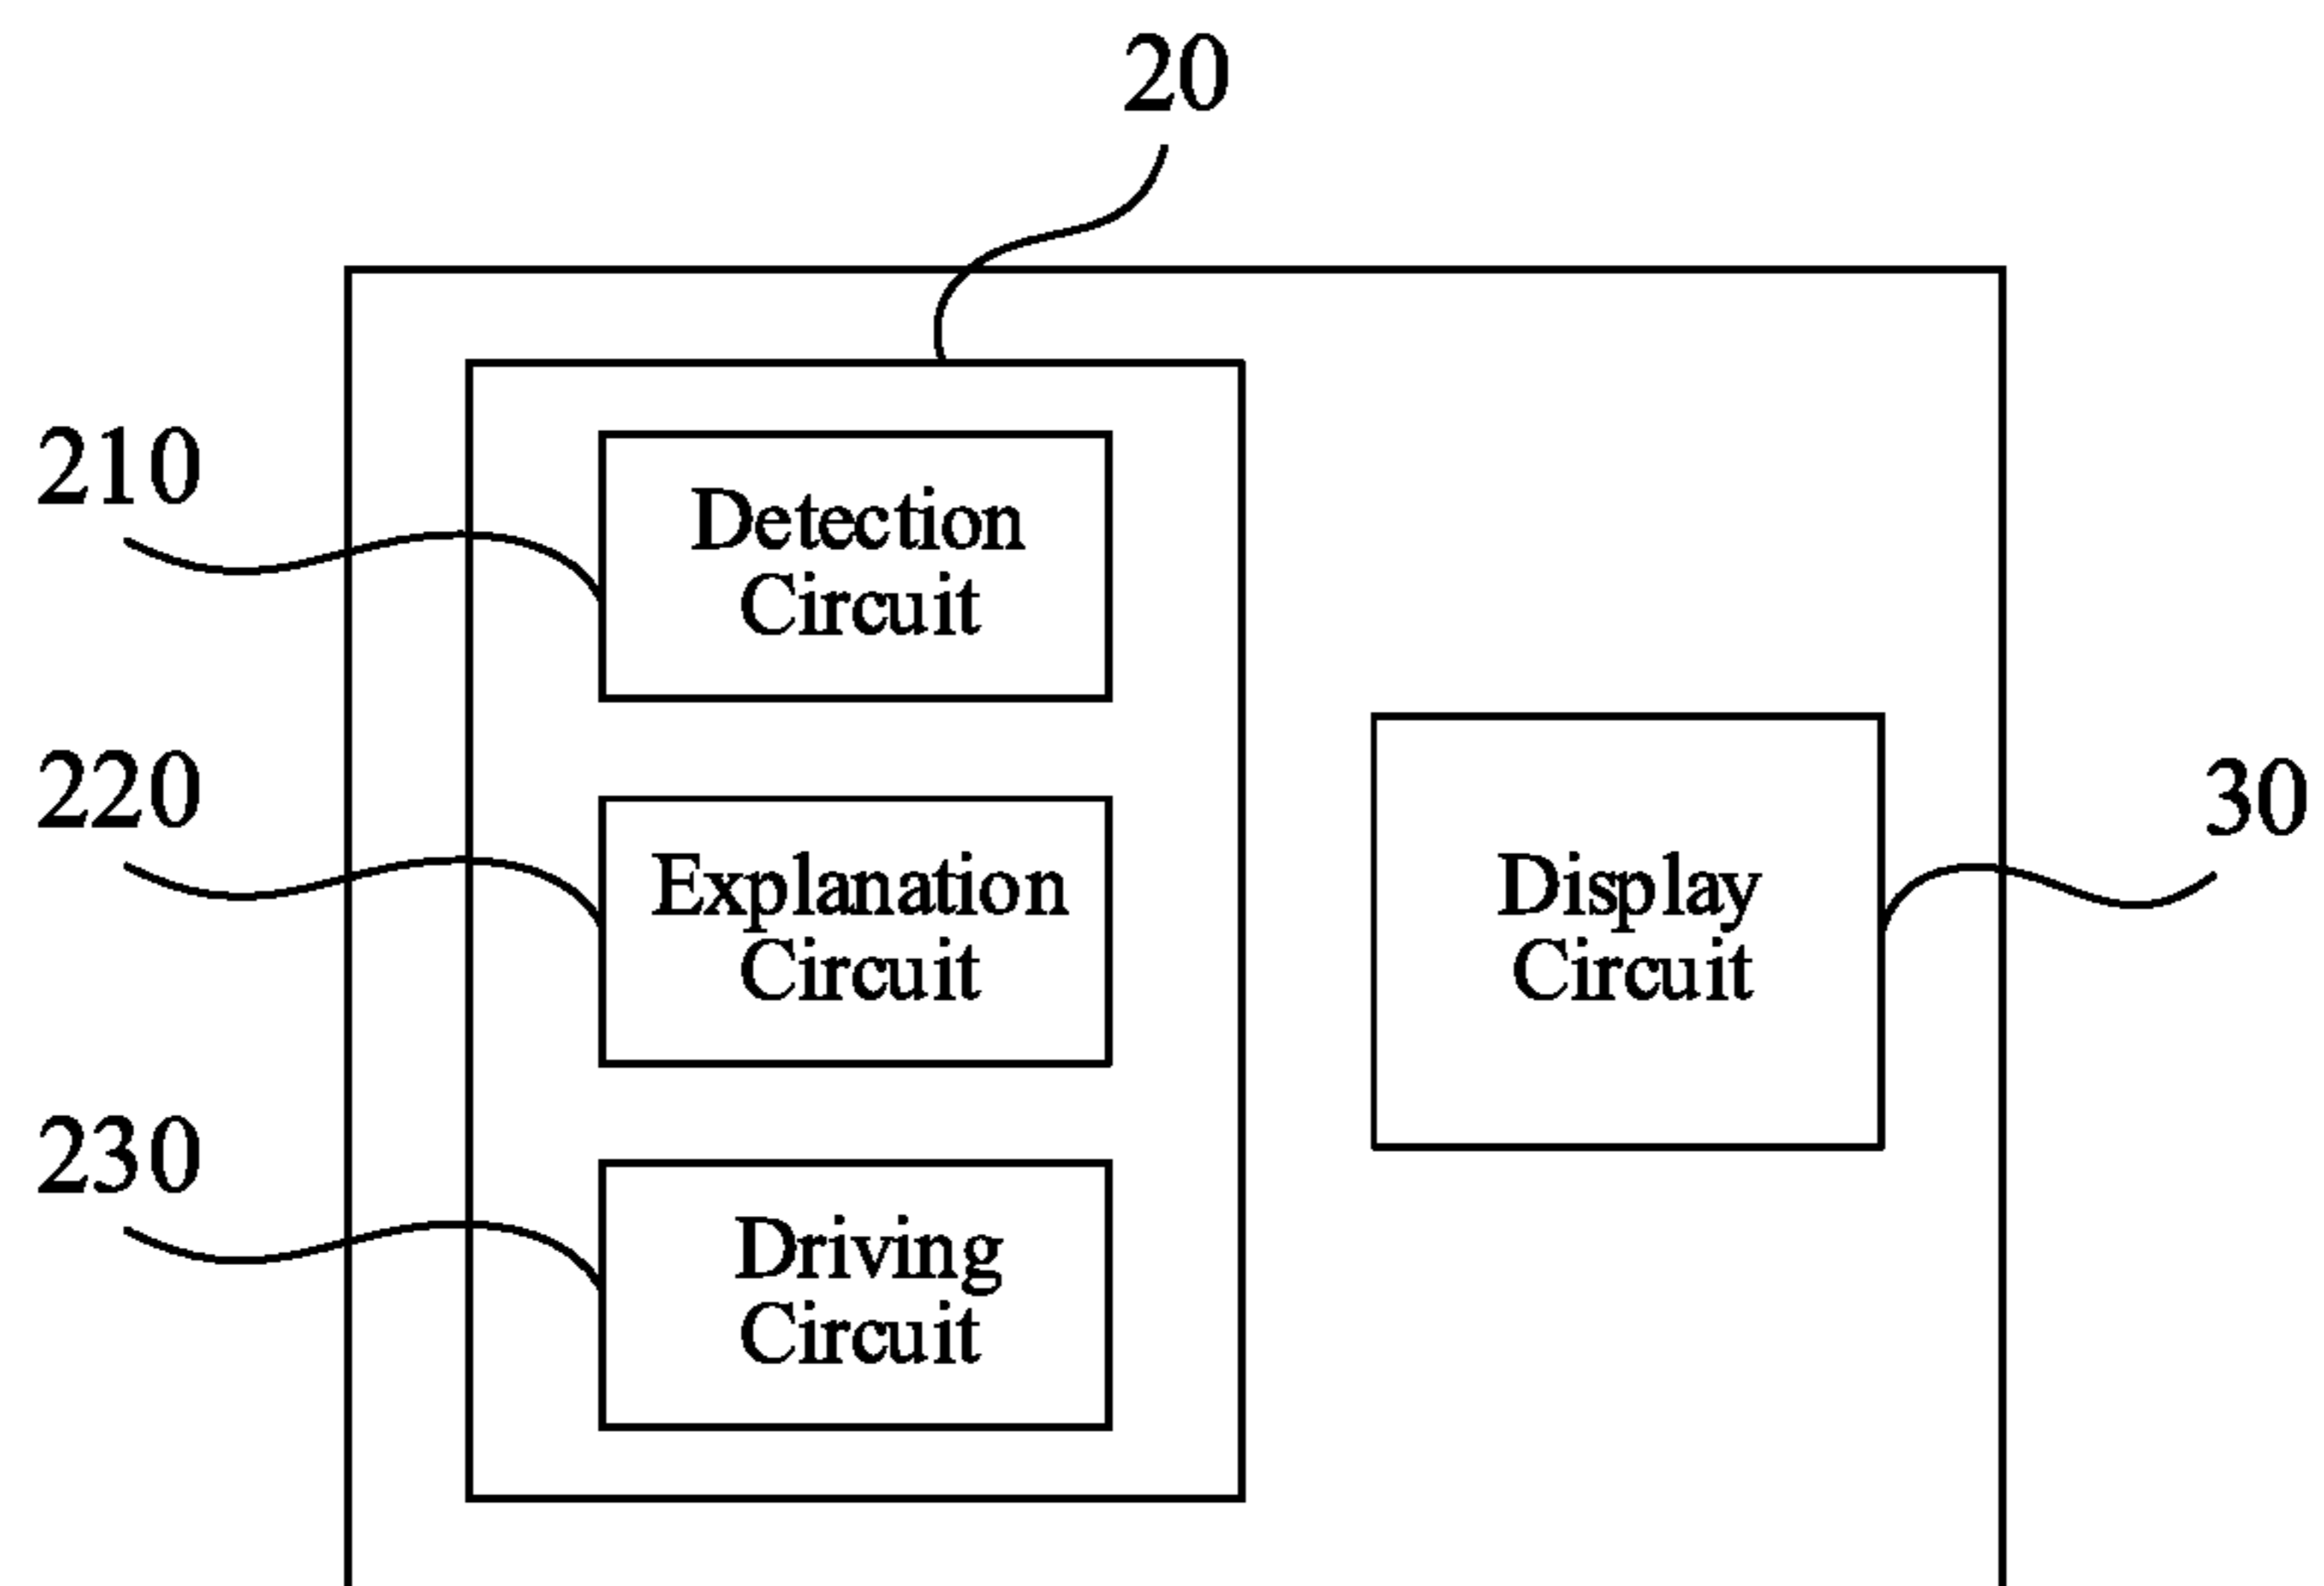 20
210
Detection
Circuit
220
Explanation
Circuit
Display
Circuit
30
230
Driving
Circuit